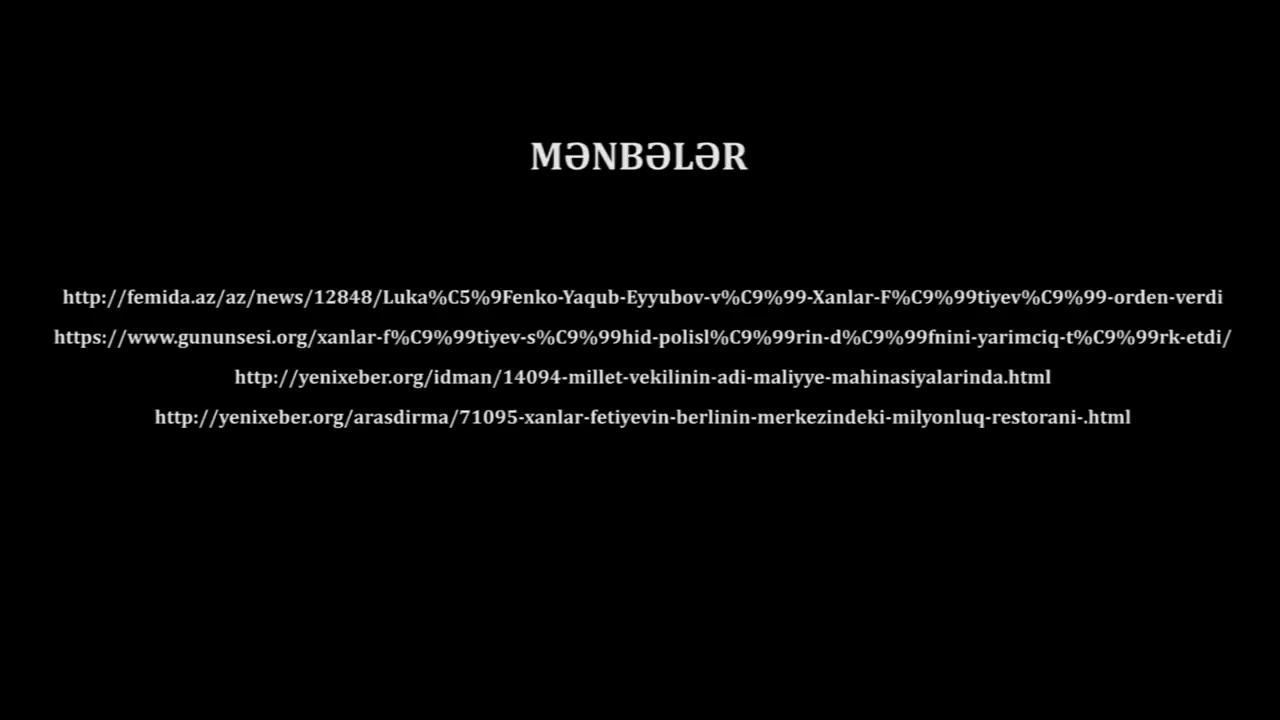 MƏNBƏLƏR
http://femida.az/az/news/12848/Luka%C5%9Fenko-Yaqub-Eyyubov-v%C9%99-Xanlar-F%C9%99tiyev%C9%99-orden-verdi
https://www.gununsesi.org/xanlar-f%C9%99tiyev-s%C9%99hid-polisl%C9%99rin-d%C9%99fnini-yarimciq-t%C9%99rk-etdi/
http://yenixeber.org/idman/14094-millet-vekilinin-adi-maliyye-mahinasiyalarinda.html
http://yenixeber.org/arasdirma/71095-xanlar-fetiyevin-berlinin-merkezindeki-milyonluq-restorani-.html